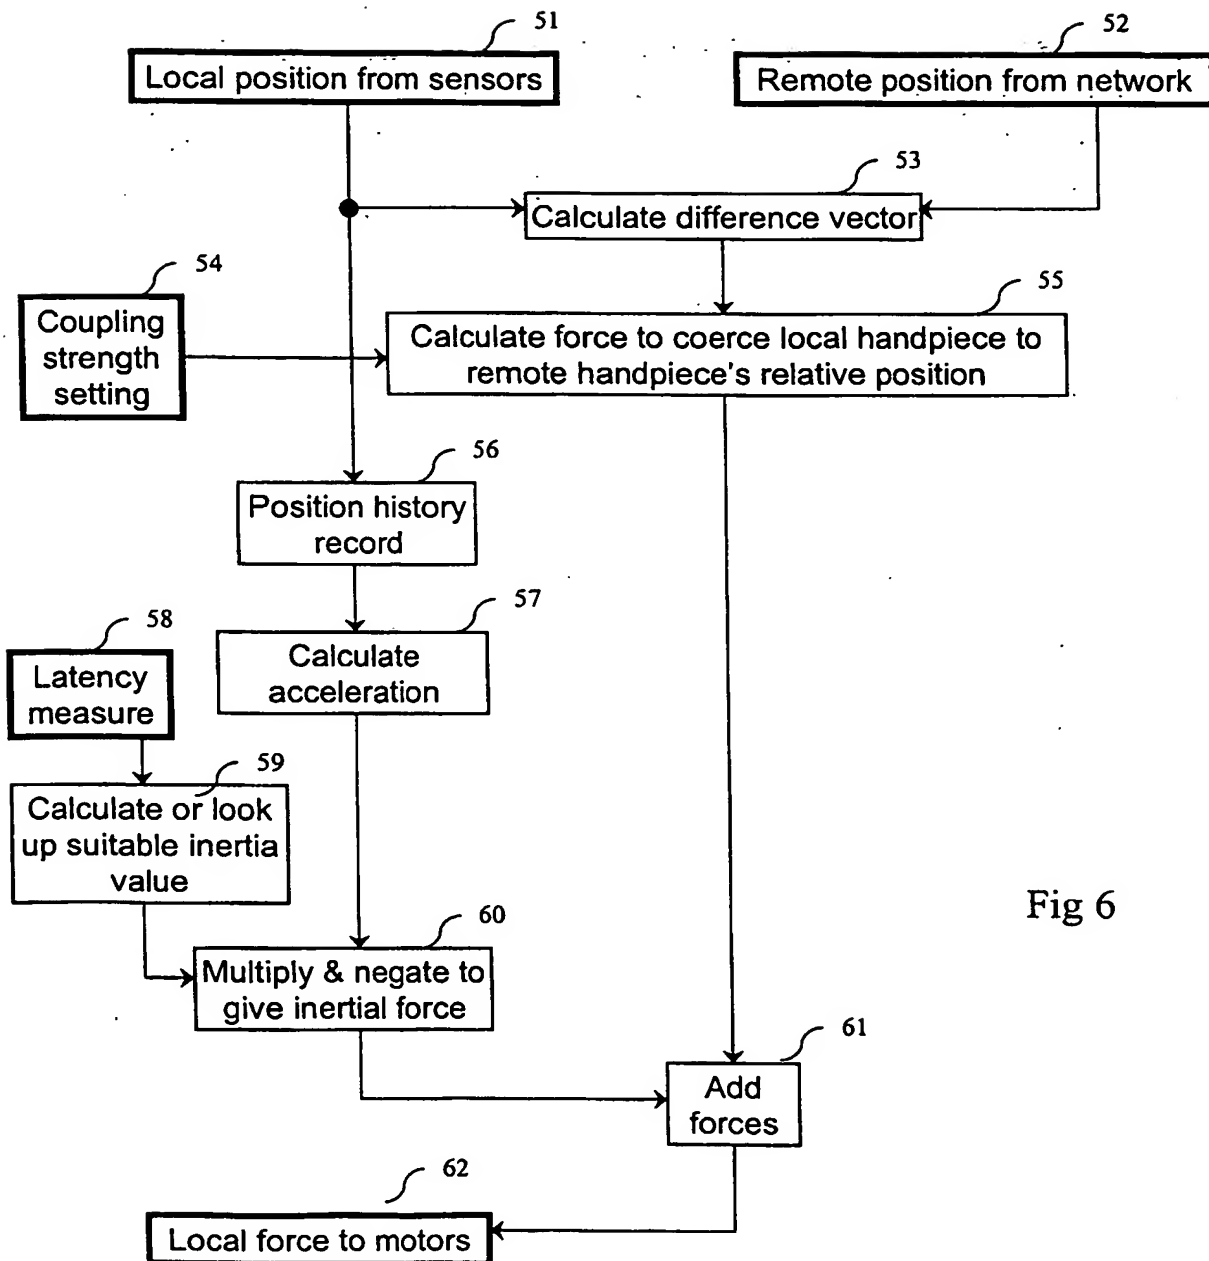 51
52
Local position from sensors
Remote position from network
53
Calculate difference vector
54
55
Coupling
strength
setting
Calculate force to coerce local handpiece to
remote handpiece's relative position
56
Position history
record
57
58
Calculate
acceleration
Latency
measure
59
Calculate or look
up suitable inertia
value
Fig 6
60
Multiply & negate to
give inertial force
61
Add
forces
62
Local force to motors